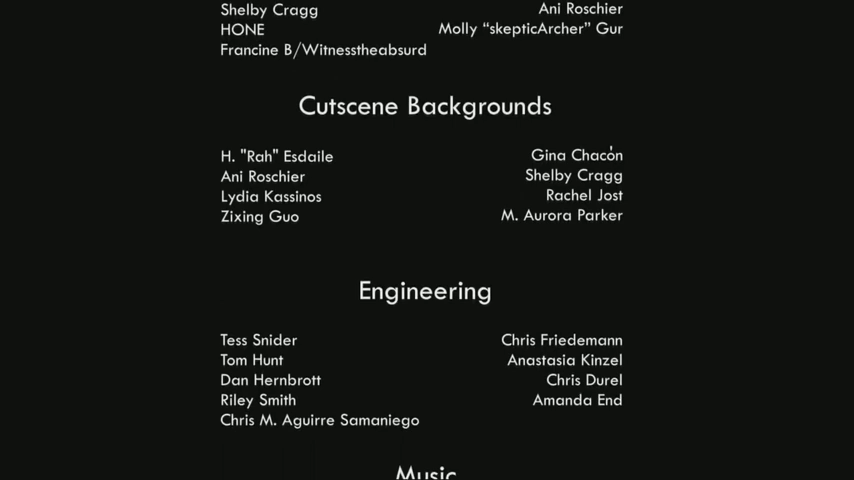 Shelby Cragg Ani Roschier
HONE Molly “skepticArcher” Gur
Francine B/Witnesstheabsurd
Cutscene Backgrounds
H. "Rah" Esdaile Gina Chacón
Ani Roschier Shelby Cragg
Lydia Kassinos Rachel Jost
Zixing Guo M. Aurora Parker
Engineering
Tess Snider Chris Friedemann
Tom Hunt Anastasia Kinzel
Dan Hernbrott Chris Durel
Riley Smith Amanda End
Chris M. Aguirre Samaniego
Music